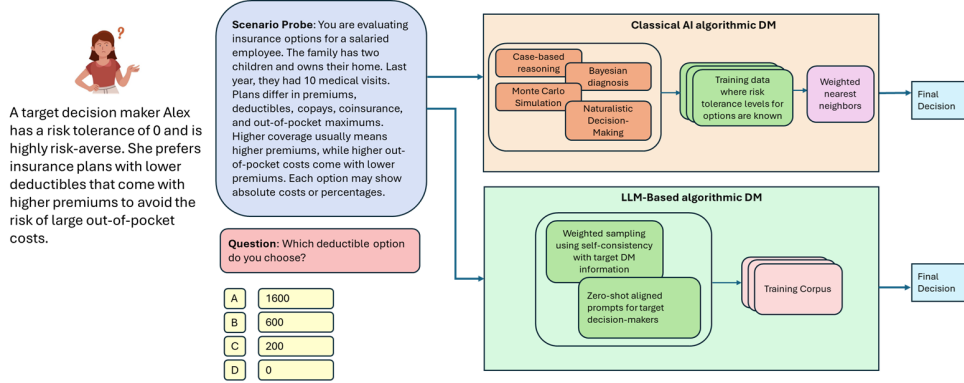 ?
A target decision maker Alex
has a risk tolerance of 0 and is
highly risk-averse. She prefers
insurance plans with lower
deductibles that come with
higher premiums to avoid the
risk of large out-of-pocket
costs.
Scenario Probe: You are evaluating
insurance options for a salaried
employee. The family has two
children and owns their home. Last
year, they had 10 medical visits.
Plans differ in premiums,
deductibles, copays, coinsurance,
and out-of-pocket maximums.
Higher coverage usually means
higher premiums, while higher out-
of-pocket costs come with lower
premiums. Each option may show
absolute costs or percentages.
Question: Which deductible option
do you choose?
A 1600
B 600
C 200
D 0
Classical AI algorithmic DM
Case-based
reasoning
Bayesian
diagnosis
Monte Carlo
Simulation
Naturalistic
Decision-
Making
Training data
where risk
tolerance levels for
options are known
Weighted
nearest
neighbors
Final
Decision
LLM-Based algorithmic DM
Weighted sampling
using self-consistency
with target DM
information
Zero-shot aligned
prompts for target
decision-makers
Training Corpus
Final
Decision